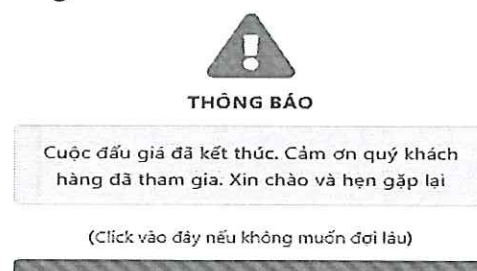 THÔNG BÁO
Cuộc đấu giá đã kết thúc. Cảm ơn quý khách
hàng đã tham gia. Xin chào và hẹn gặp lại
(Click vào đây nếu không muốn đợi lâu)